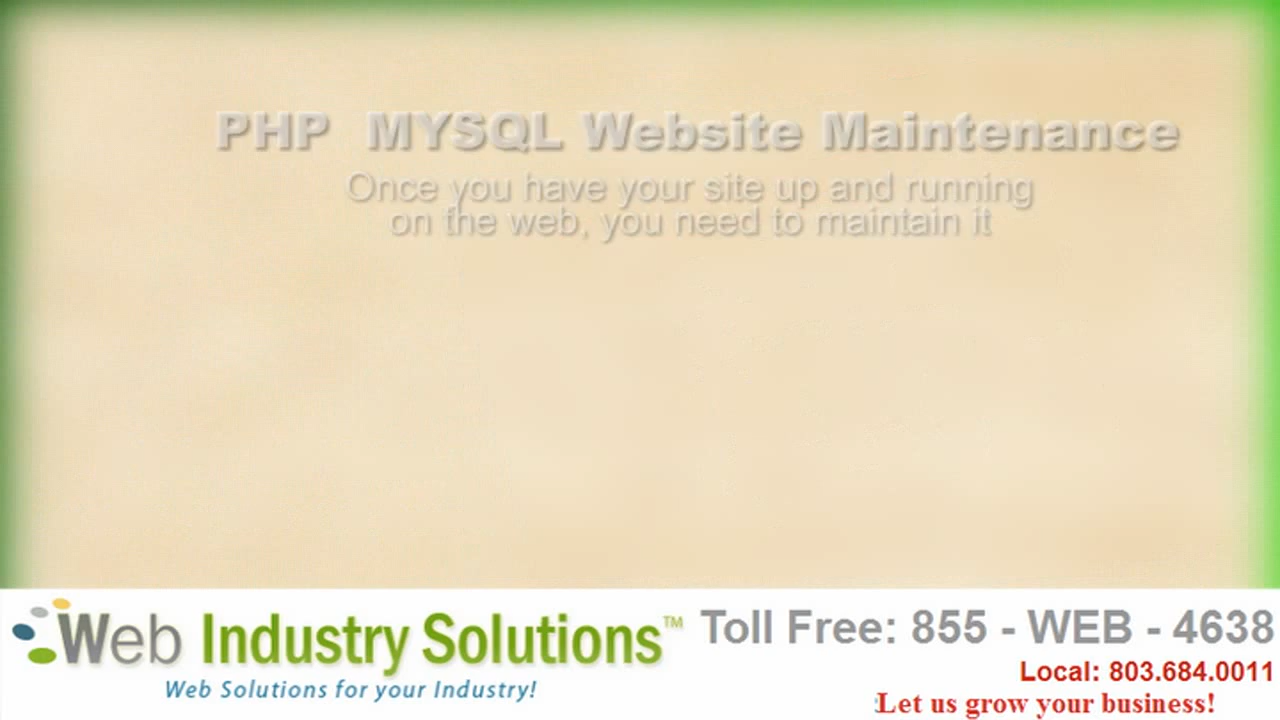 PHP MYSQL Website Maintenance
Once you have your site up and running
on the web, you need to maintain it
Web Industry Solutions™
Web Solutions for your Industry!
Toll Free: 855 - WEB - 4638
Local: 803.684.0011
Let us grow your business!